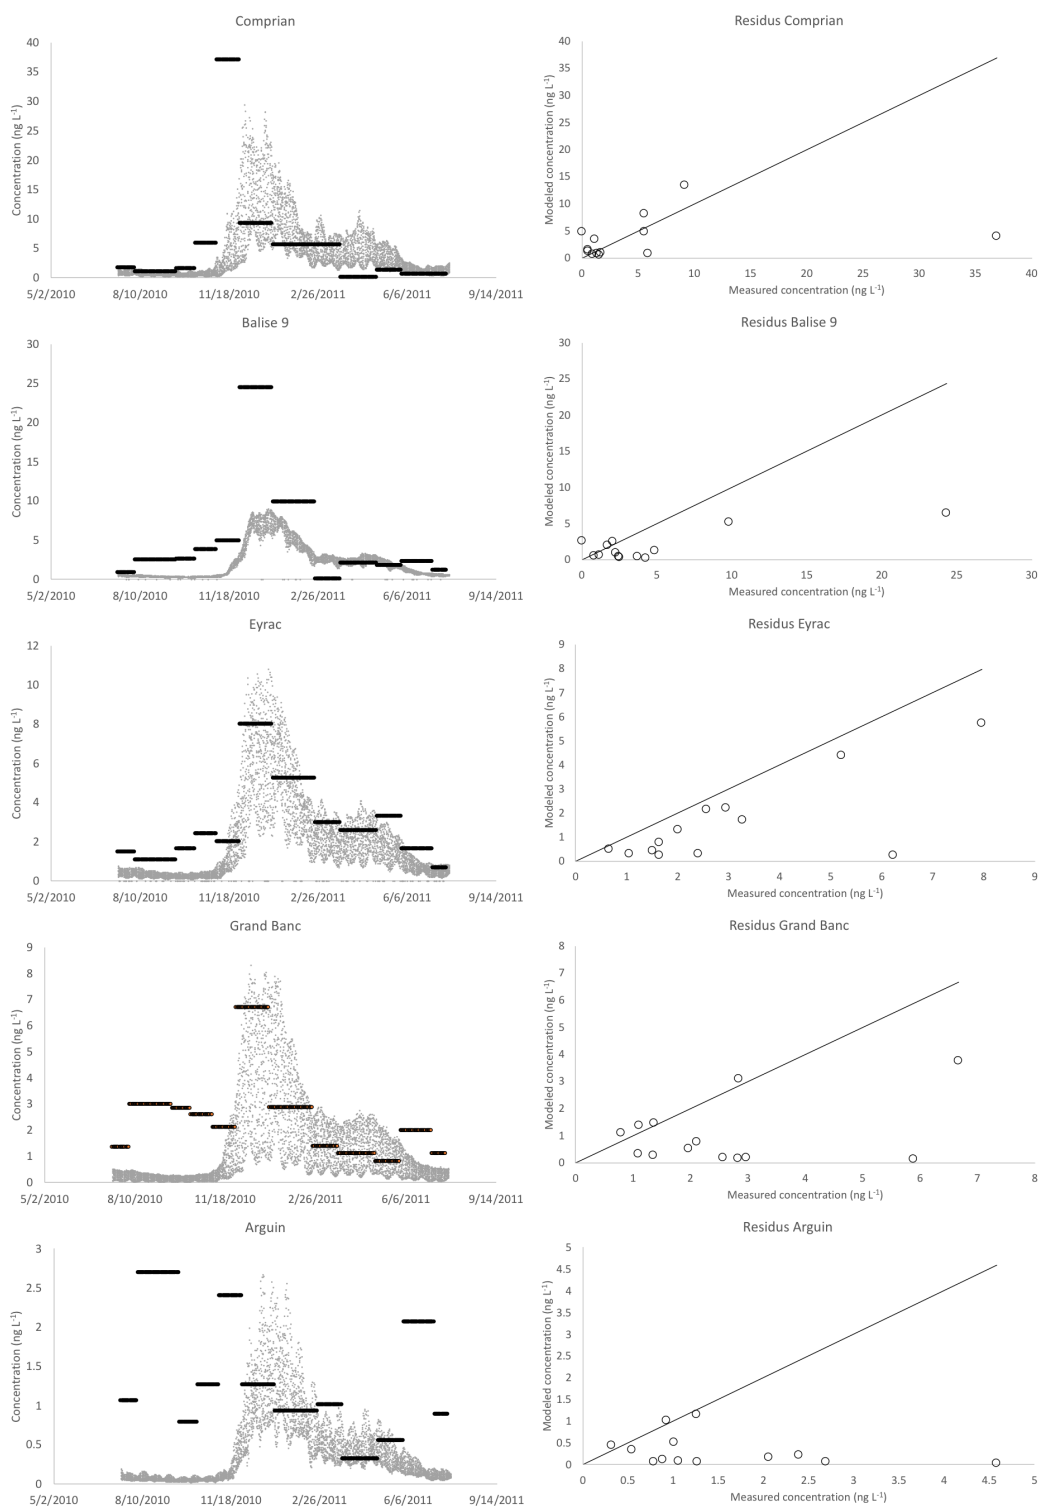 Comprian
Concentration (ng L-1)
40
35
30
25
20
15
10
5
0
5/2/2010 8/10/2010 11/18/2010 2/26/2011 6/6/2011 9/14/2011
Residus Comprian
Modeled concentration (ng L-1)
40
35
30
25
20
15
10
5
0
0 5 10 15 20 25 30 35 40
Measured concentration (ng L-1)
Balise 9
Concentration (ng L-1)
30
25
20
15
10
5
0
5/2/2010 8/10/2010 11/18/2010 2/26/2011 6/6/2011 9/14/2011
Residus Balise 9
Modeled concentration (ng L-1)
30
25
20
15
10
5
0
0 5 10 15 20 25 30
Measured concentration (ng L-1)
Eyrac
Concentration (ng L-1)
12
10
8
6
4
2
0
5/2/2010 8/10/2010 11/18/2010 2/26/2011 6/6/2011 9/14/2011
Residus Eyrac
Modeled concentration (ng L-1)
9
8
7
6
5
4
3
2
1
0
0 1 2 3 4 5 6 7 8 9
Measured concentration (ng L-1)
Grand Banc
Concentration (ng L-1)
9
8
7
6
5
4
3
2
1
0
5/2/2010 8/10/2010 11/18/2010 2/26/2011 6/6/2011 9/14/2011
Residus Grand Banc
Modeled concentration (ng L-1)
8
7
6
5
4
3
2
1
0
0 1 2 3 4 5 6 7 8
Measured concentration (ng L-1)
Arguin
Concentration (ng L-1)
3
2.5
2
1.5
1
0.5
0
5/2/2010 8/10/2010 11/18/2010 2/26/2011 6/6/2011 9/14/2011
Residus Arguin
Modeled concentration (ng L-1)
5
4.5
4
3.5
3
2.5
2
1.5
1
0.5
0
0 0.5 1 1.5 2 2.5 3 3.5 4 4.5 5
Measured concentration (ng L-1)